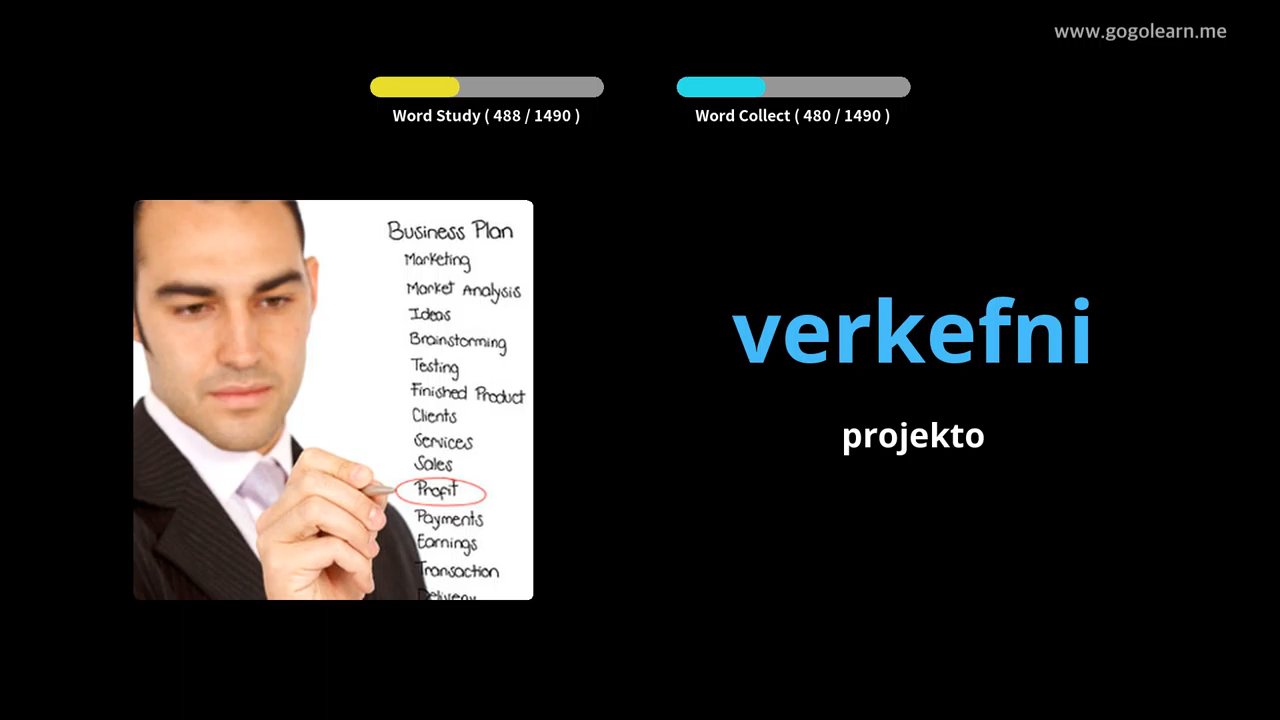 www.gogolearn.me
Word Study ( 488 / 1490 )
Word Collect ( 480 / 1490 )
Business Plan
Marketing
Market Analysis
Ideas
Brainstorming
Testing
Finished Product
Clients
Services
Sales
Profit
Payments
Earnings
Transaction
Delivery
verkefni
projekto